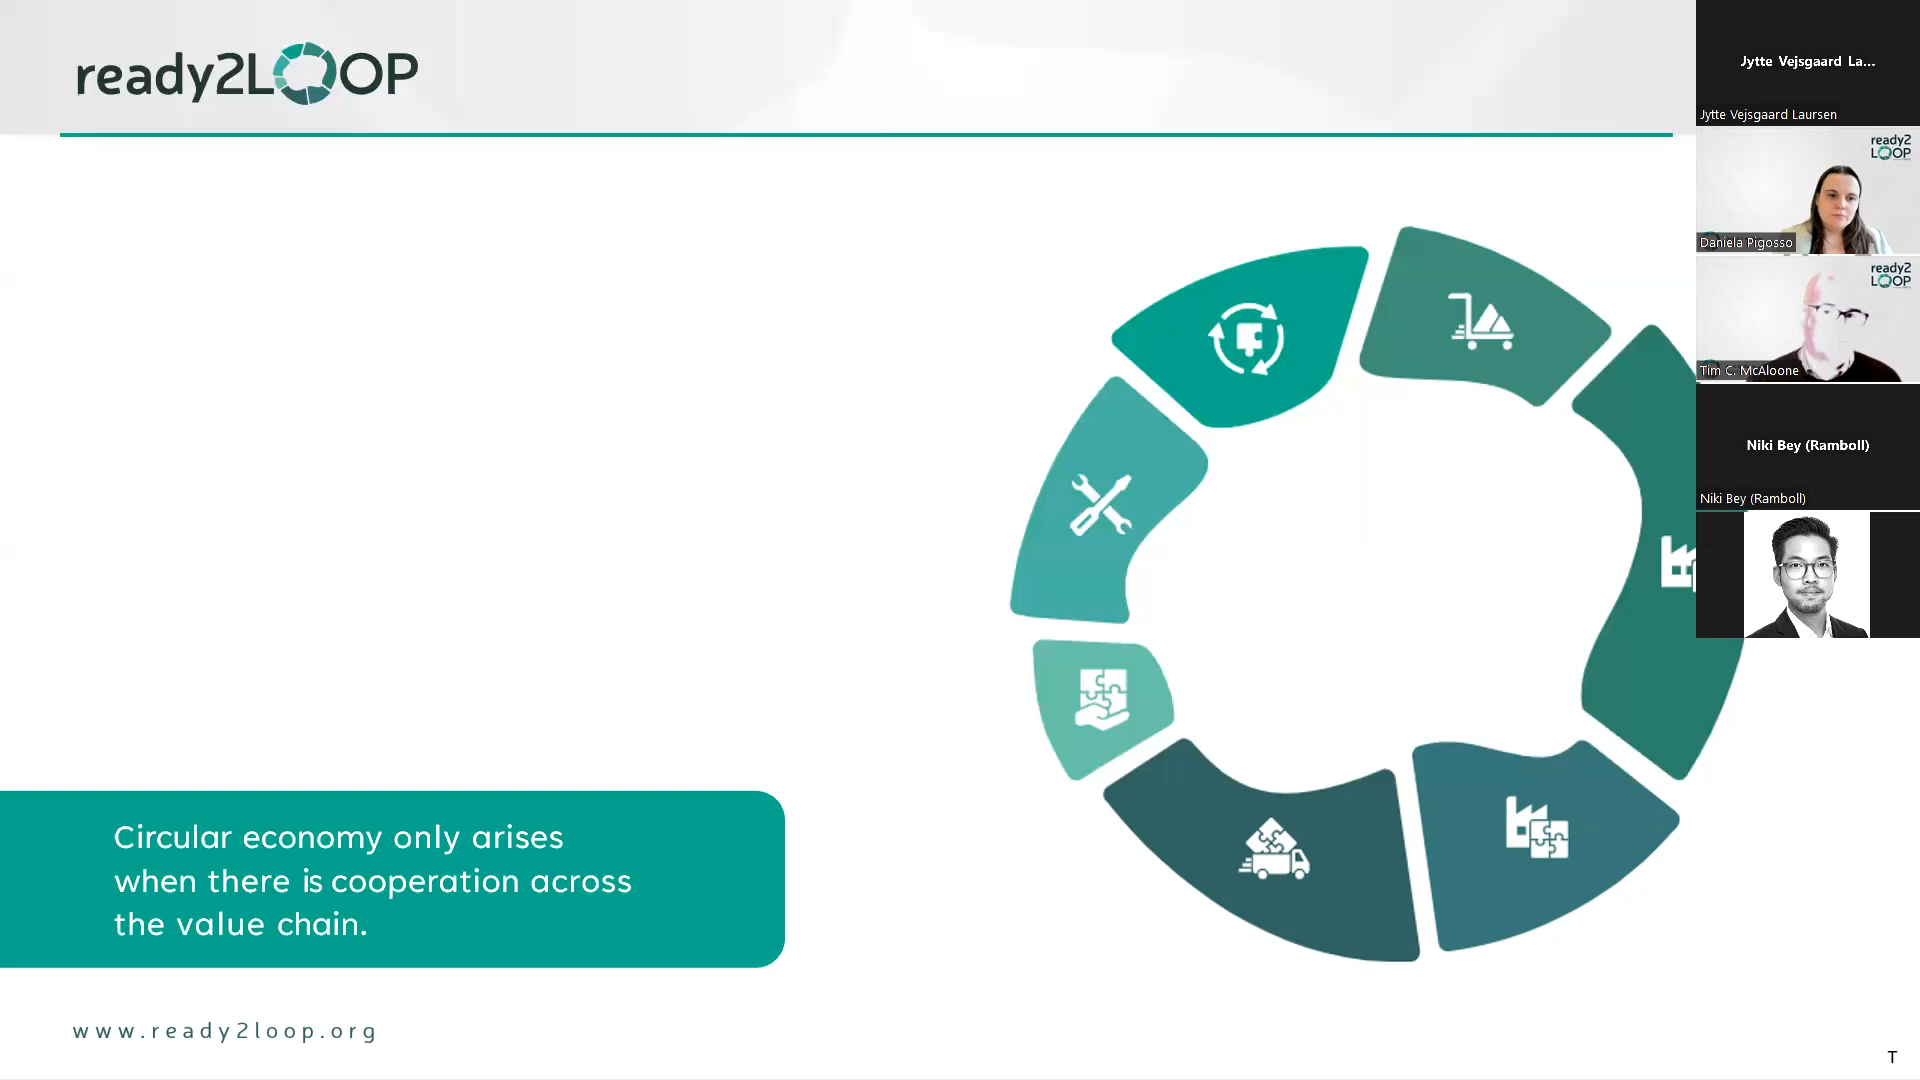 ready2LOOP
Circular economy only arises
when there is cooperation across
the value chain.
www.ready2loop.org
Jytte Vejsgaard La...
Jytte Vejsgaard Laursen
ready2
LOOP
Daniela Pigosso
ready2
LOOP
Tim C. McAloone
Niki Bey (Ramboll)
Niki Bey (Ramboll)
T